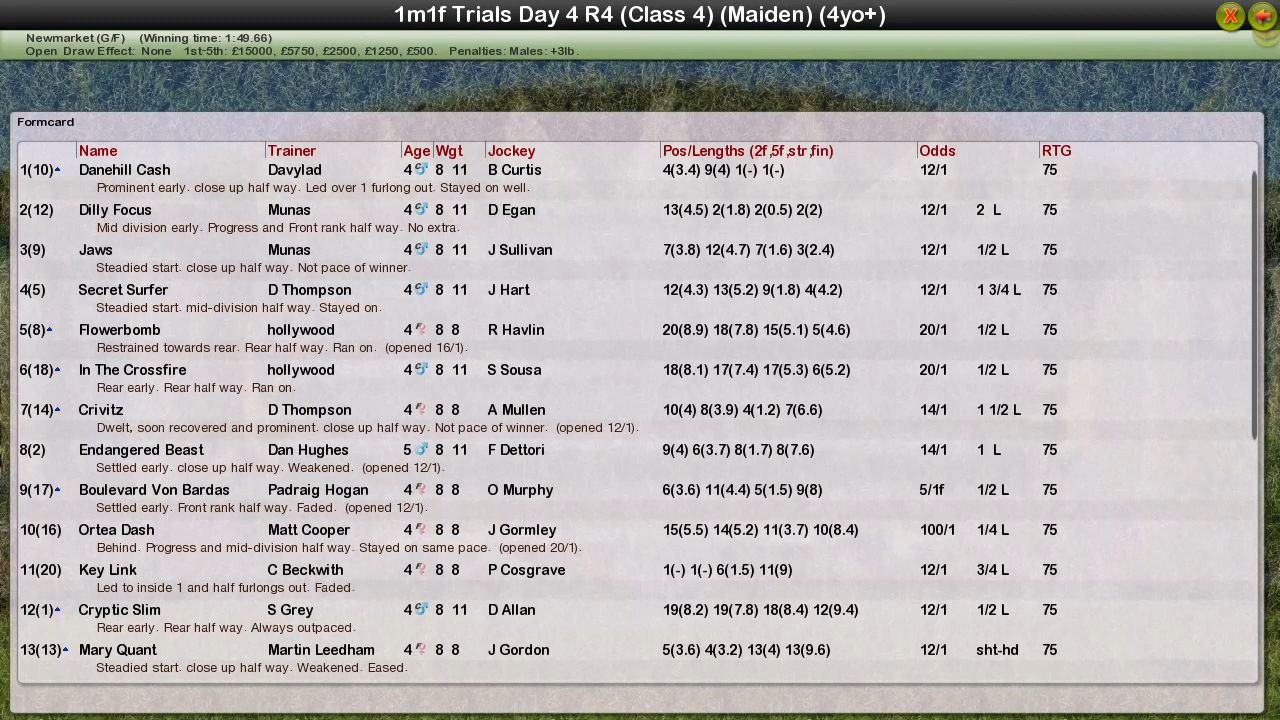 1m1f Trials Day 4 R4 (Class 4) (Maiden) (4yo+)
Newmarket (G/F) (Winning time: 1:49.66)
Open Draw Effect: None 1st-5th: £15000, £5750, £2500, £1250, £500. Penalties: Males: +3lb.
Formcard
Name Trainer Age Wgt Jockey Pos/Lengths (2f,5f,str,fin) Odds RTG
1(10) Danehill Cash Davylad 4 8 11 B Curtis 4(3.4) 9(4) 1(-) 1(-) 12/1 75
Prominent early. close up half way. Led over 1 furlong out. Stayed on well.
2(12) Dilly Focus Munas 4 8 11 D Egan 13(4.5) 2(1.8) 2(0.5) 2(2) 12/1 2 L 75
Mid division early. Progress and Front rank half way. No extra.
3(9) Jaws Munas 4 8 11 J Sullivan 7(3.8) 12(4.7) 7(1.6) 3(2.4) 12/1 1/2 L 75
Steadied start. close up half way. Not pace of winner.
4(5) Secret Surfer D Thompson 4 8 11 J Hart 12(4.3) 13(5.2) 9(1.8) 4(4.2) 12/1 1 3/4 L 75
Steadied start. mid-division half way. Stayed on.
5(8) Flowerbomb hollywood 4 8 8 R Havlin 20(8.9) 18(7.8) 15(5.1) 5(4.6) 20/1 1/2 L 75
Restrained towards rear. Rear half way. Ran on. (opened 16/1).
6(18) In The Crossfire hollywood 4 8 11 S Sousa 18(8.1) 17(7.4) 17(5.3) 6(5.2) 20/1 1/2 L 75
Rear early. Rear half way. Ran on.
7(14) Crivitz D Thompson 4 8 8 A Mullen 10(4) 8(3.9) 4(1.2) 7(6.6) 14/1 1 1/2 L 75
Dwelt, soon recovered and prominent. close up half way. Not pace of winner. (opened 12/1).
8(2) Endangered Beast Dan Hughes 5 8 11 F Dettori 9(4) 6(3.7) 8(1.7) 8(7.6) 14/1 1 L 75
Settled early. close up half way. Weakened. (opened 12/1).
9(17) Boulevard Von Bardas Padraig Hogan 4 8 8 O Murphy 6(3.6) 11(4.4) 5(1.5) 9(8) 5/1f 1/2 L 75
Settled early. Front rank half way. Faded. (opened 12/1).
10(16) Ortea Dash Matt Cooper 4 8 8 J Gormley 15(5.5) 14(5.2) 11(3.7) 10(8.4) 100/1 1/4 L 75
Behind. Progress and mid-division half way. Stayed on same pace. (opened 20/1).
11(20) Key Link C Beckwith 4 8 8 P Cosgrave 1(-) 1(-) 6(1.5) 11(9) 12/1 3/4 L 75
Led to inside 1 and half furlongs out. Faded.
12(1) Cryptic Slim S Grey 4 8 11 D Allan 19(8.2) 19(7.8) 18(8.4) 12(9.4) 12/1 1/2 L 75
Rear early. Rear half way. Always outpaced.
13(13) Mary Quant Martin Leedham 4 8 8 J Gordon 5(3.6) 4(3.2) 13(4) 13(9.6) 12/1 sht-hd 75
Steadied start. close up half way. Weakened. Eased.